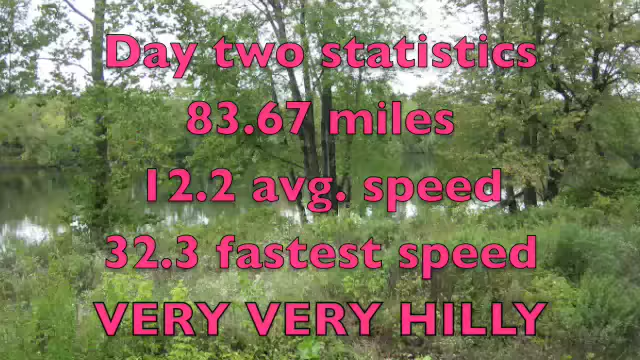 Day two statistics
83.67 miles
12.2 avg. speed
32.3 fastest speed
VERY VERY HILLY